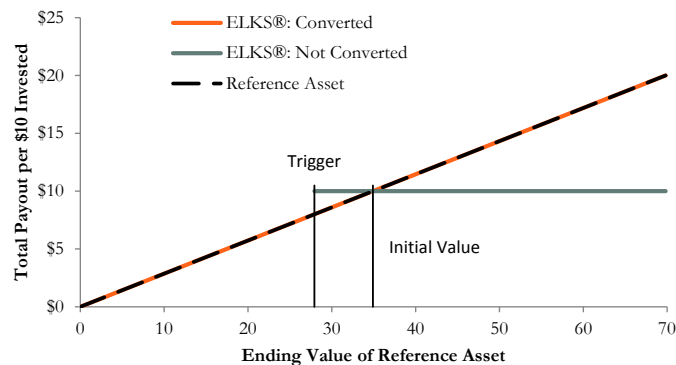 ELKS®: Converted
ELKS®: Not Converted
Reference Asset
Total Payout per $10 Invested
$25
$20
$15
$10
$5
$0
Trigger
Initial Value
0 10 20 30 40 50 60 70
Ending Value of Reference Asset